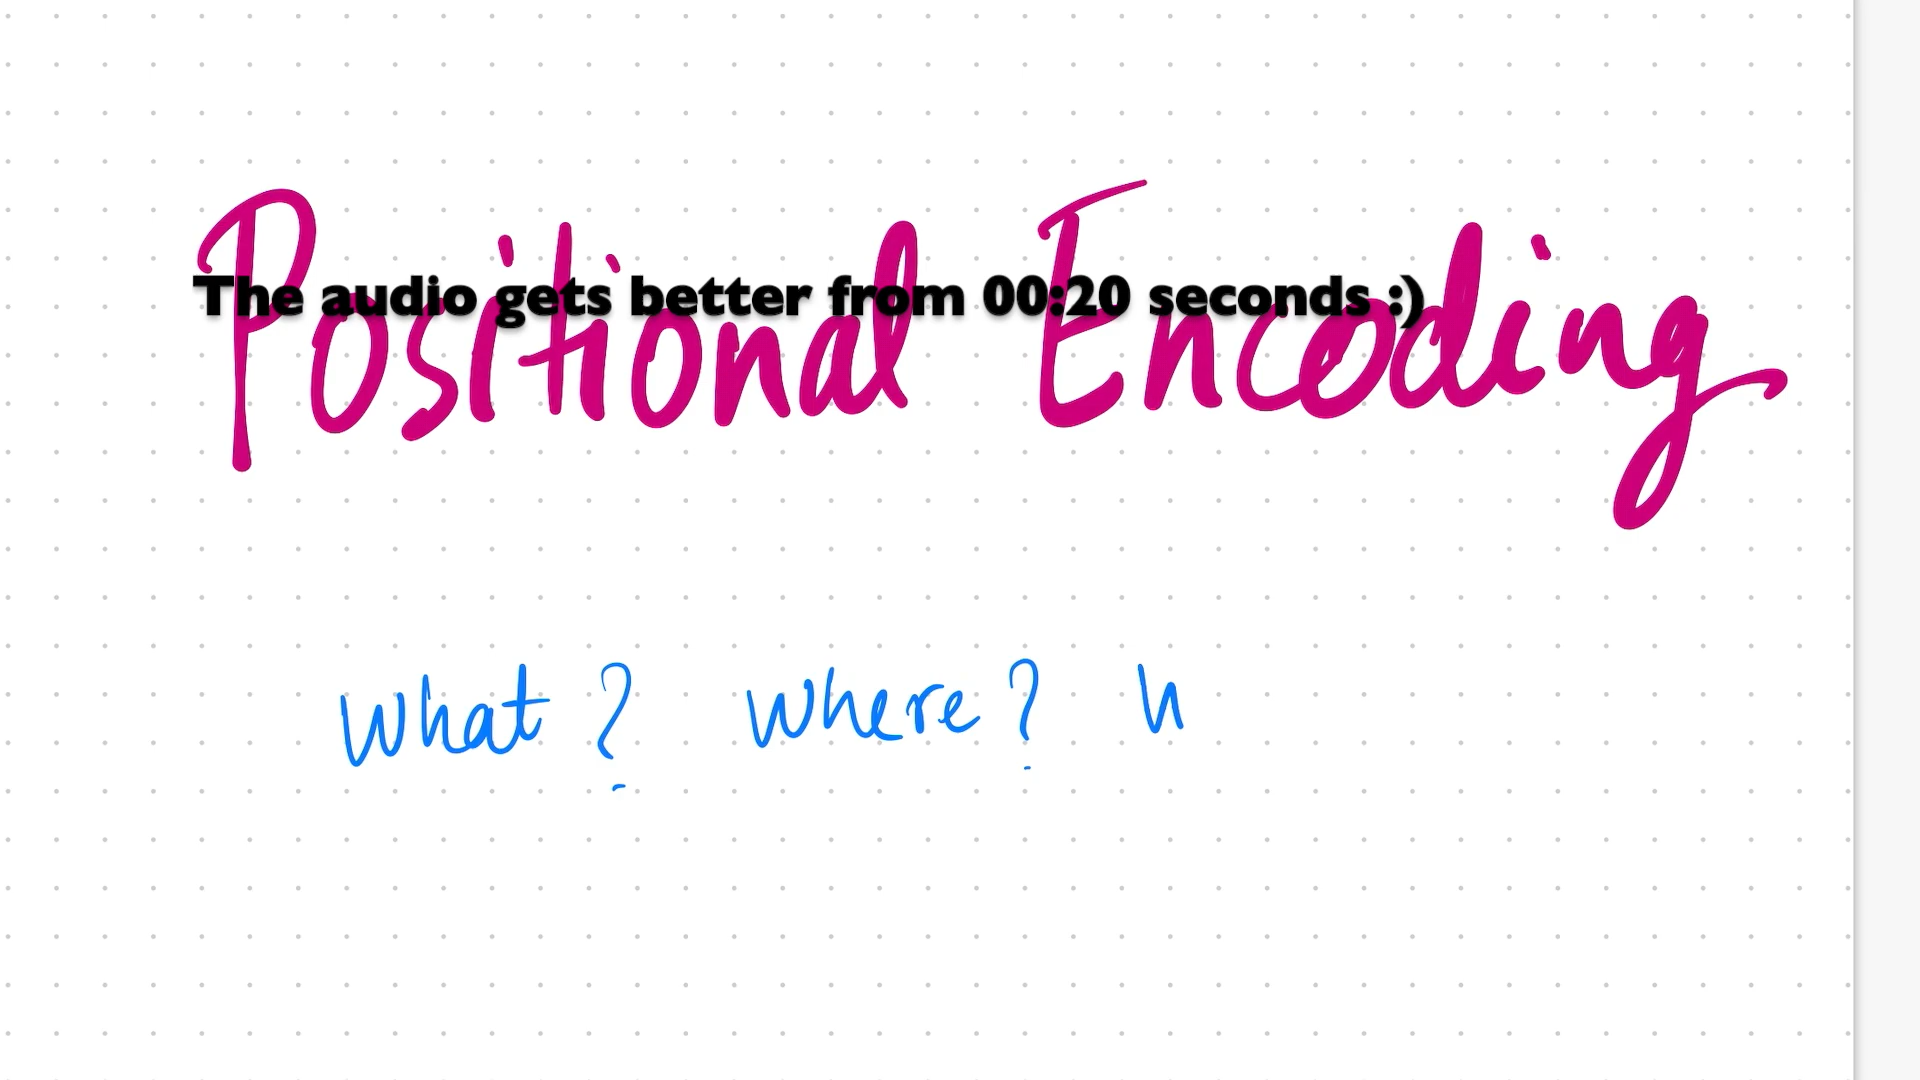 Positional Encoding
The audio gets better from 00:20 seconds :)
What? Where? h